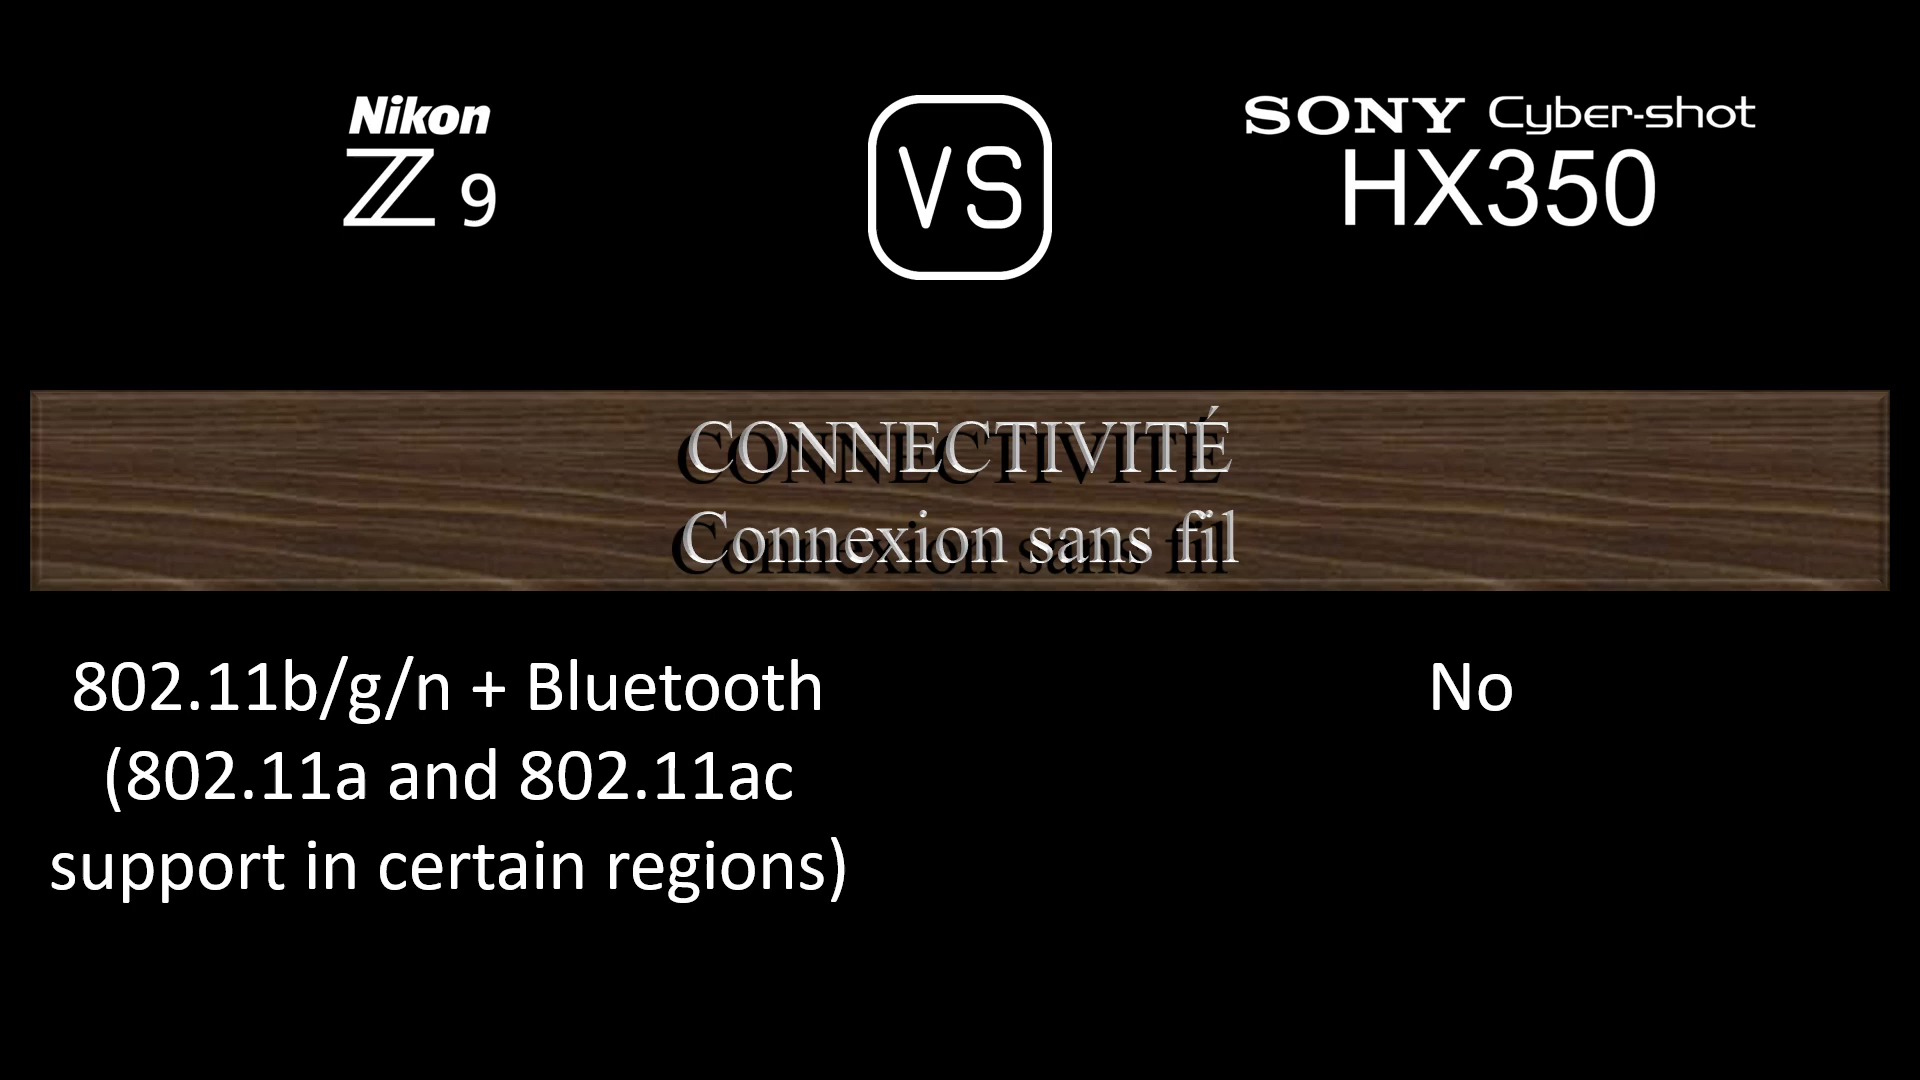 Nikon
Z 9
VS
SONY Cyber-shot
HX350
CONNECTIVITÉ
Connexion sans fil
802.11b/g/n + Bluetooth
(802.11a and 802.11ac
support in certain regions)
No